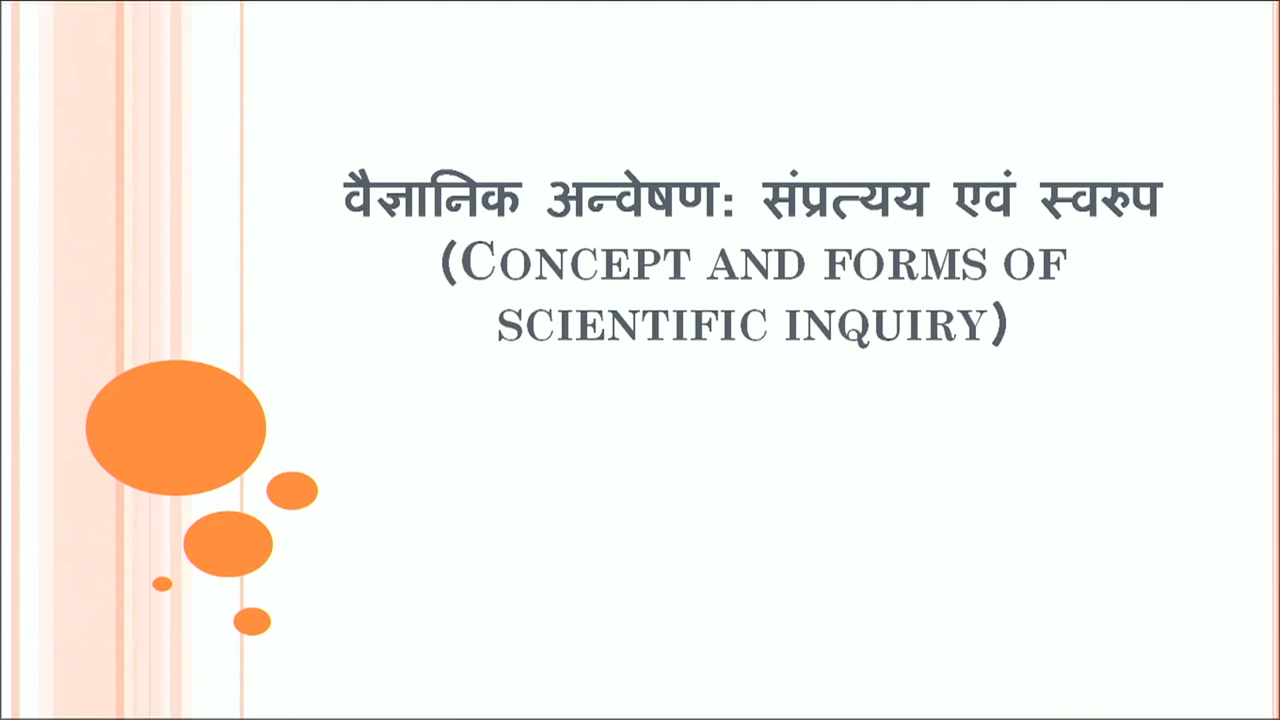 वैज्ञानिक अन्वेषण: संप्रत्यय एवं स्वरुप
(CONCEPT AND FORMS OF
SCIENTIFIC INQUIRY)